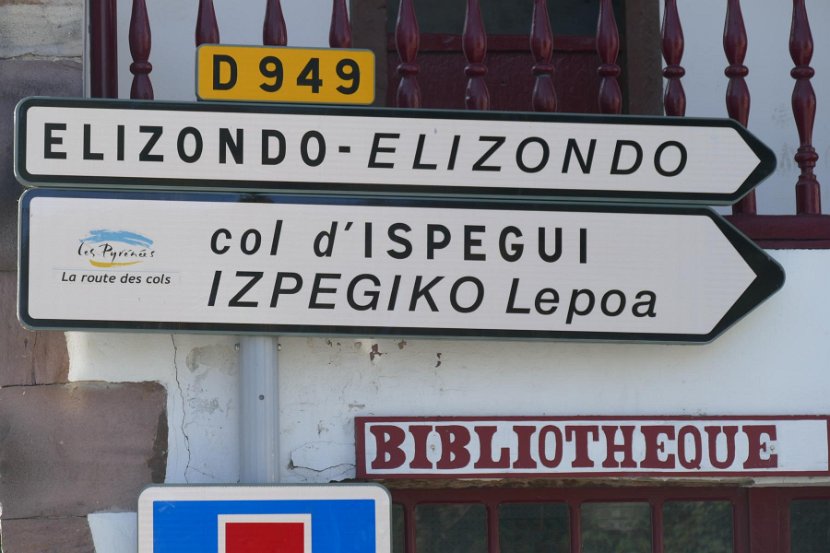 D 949
ELIZONDO - ELIZONDO
les Pyrénées
La route des cols
col d'ISPEGUI
IZPEGIKO Lepoa
BIBLIOTHEQUE